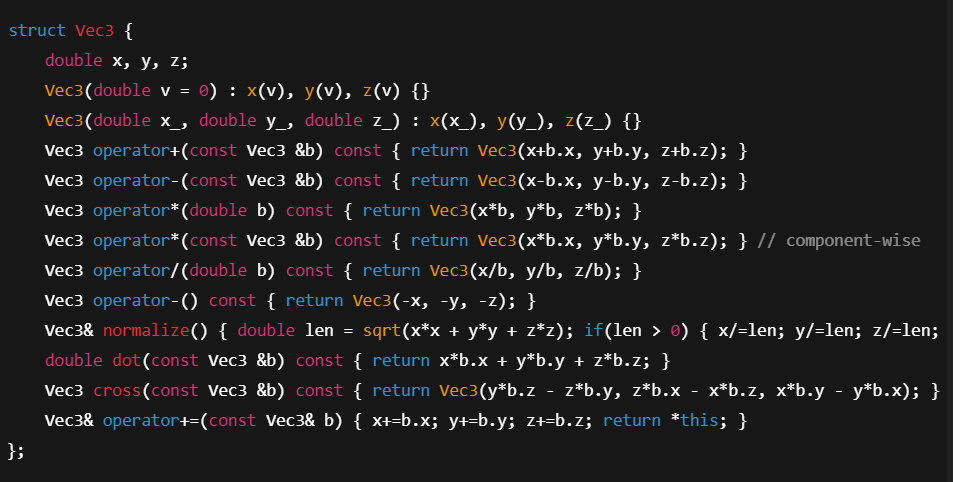 struct Vec3 {
    double x, y, z;
    Vec3(double v = 0) : x(v), y(v), z(v) {}
    Vec3(double x_, double y_, double z_) : x(x_), y(y_), z(z_) {}
    Vec3 operator+(const Vec3 &b) const { return Vec3(x+b.x, y+b.y, z+b.z); }
    Vec3 operator-(const Vec3 &b) const { return Vec3(x-b.x, y-b.y, z-b.z); }
    Vec3 operator*(double b) const { return Vec3(x*b, y*b, z*b); }
    Vec3 operator*(const Vec3 &b) const { return Vec3(x*b.x, y*b.y, z*b.z); } // component-wise
    Vec3 operator/(double b) const { return Vec3(x/b, y/b, z/b); }
    Vec3 operator-() const { return Vec3(-x, -y, -z); }
    Vec3& normalize() { double len = sqrt(x*x + y*y + z*z); if(len > 0) { x/=len; y/=len; z/=len;
    double dot(const Vec3 &b) const { return x*b.x + y*b.y + z*b.z; }
    Vec3 cross(const Vec3 &b) const { return Vec3(y*b.z - z*b.y, z*b.x - x*b.z, x*b.y - y*b.x); }
    Vec3& operator+=(const Vec3& b) { x+=b.x; y+=b.y; z+=b.z; return *this; }
};